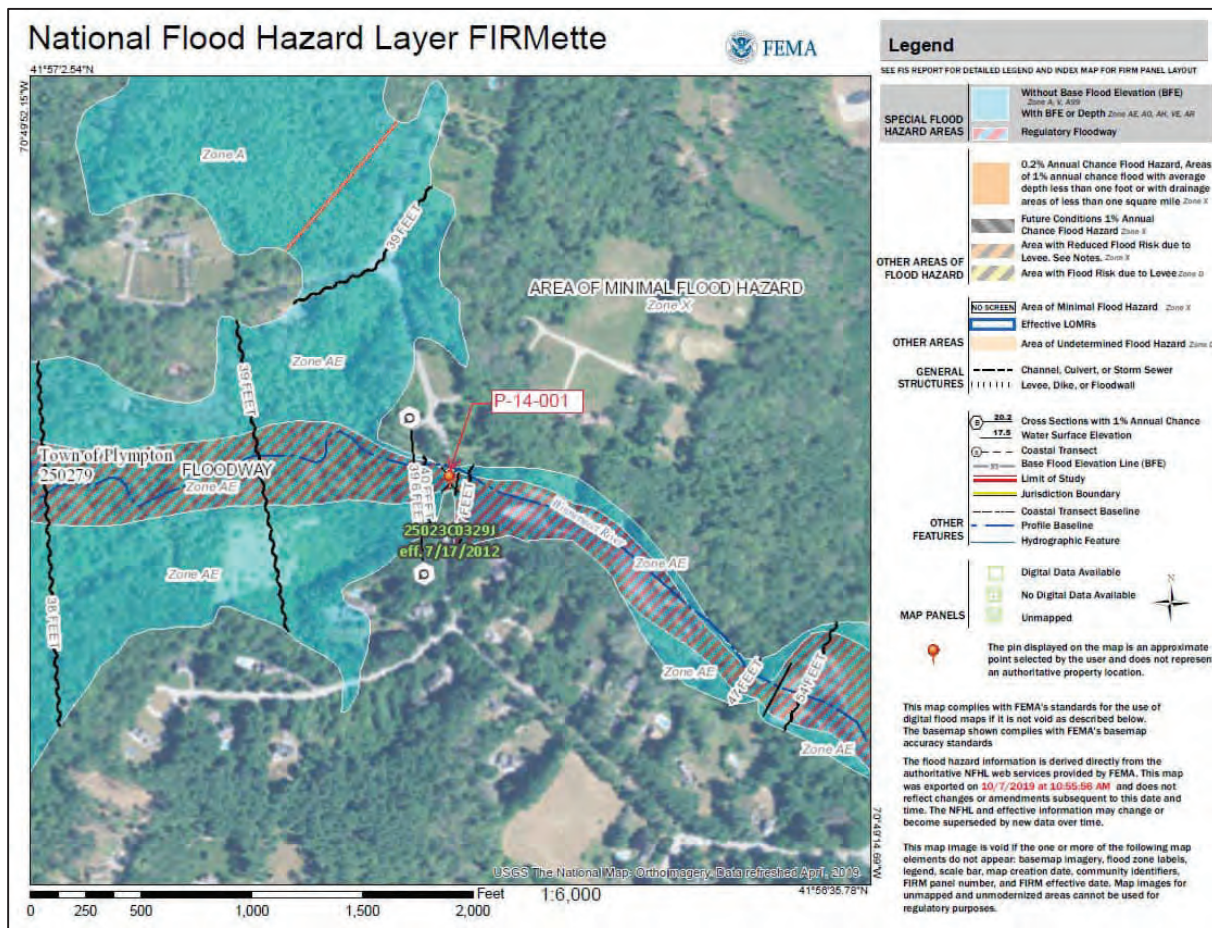 National Flood Hazard Layer FIRMette
FEMA
41°57'2.54"N
70°49'52.15"W
Zone A
39 FEET
AREA OF MINIMAL FLOOD HAZARD
Zone X
Zone AE
39 FEET
P-14-001
Q
Town of Plympton
250279
FLOODWAY
Zone AE
40 FEET
39.6 FEET
FEET
25023C0329J
eff. 7/17/2012
Q
Zone AE
38 FEET
Zone AE
Zone AE
47 FEET
54 FEET
Zone AE
70°49'14.69"W
USGS The National Map: Orthoimagery. Data refreshed April, 2019.
Feet
1:6,000
41°56'35.78"N
0 250 500 1,000 1,500 2,000
Legend
SEE FIS REPORT FOR DETAILED LEGEND AND INDEX MAP FOR FIRM PANEL LAYOUT
SPECIAL FLOOD
HAZARD AREAS
Without Base Flood Elevation (BFE)
Zone A, V, A99
With BFE or Depth Zone AE, AO, AH, VE, AR
Regulatory Floodway
OTHER AREAS OF
FLOOD HAZARD
0.2% Annual Chance Flood Hazard, Areas
of 1% annual chance flood with average
depth less than one foot or with drainage
areas of less than one square mile Zone X
Future Conditions 1% Annual
Chance Flood Hazard Zone X
Area with Reduced Flood Risk due to
Levee. See Notes. Zone X
Area with Flood Risk due to Levee Zone D
OTHER AREAS
NO SCREEN Area of Minimal Flood Hazard Zone X
Effective LOMRs
Area of Undetermined Flood Hazard Zone D
GENERAL
STRUCTURES
Channel, Culvert, or Storm Sewer
Levee, Dike, or Floodwall
OTHER
FEATURES
B 20.2 Cross Sections with 1% Annual Chance
17.5 Water Surface Elevation
8 Coastal Transect
Base Flood Elevation Line (BFE)
Limit of Study
Jurisdiction Boundary
Coastal Transect Baseline
Profile Baseline
Hydrographic Feature
MAP PANELS
Digital Data Available
No Digital Data Available
Unmapped
N
The pin displayed on the map is an approximate
point selected by the user and does not represen
an authoritative property location.
This map complies with FEMA's standards for the use of
digital flood maps if it is not void as described below.
The basemap shown complies with FEMA's basemap
accuracy standards
The flood hazard information is derived directly from the
authoritative NFHL web services provided by FEMA. This map
was exported on 10/7/2019 at 10:55:56 AM and does not
reflect changes or amendments subsequent to this date and
time. The NFHL and effective information may change or
become superseded by new data over time.
This map image is void if the one or more of the following map
elements do not appear: basemap imagery, flood zone labels,
legend, scale bar, map creation date, community identifiers,
FIRM panel number, and FIRM effective date. Map images for
unmapped and unmodernized areas cannot be used for
regulatory purposes.